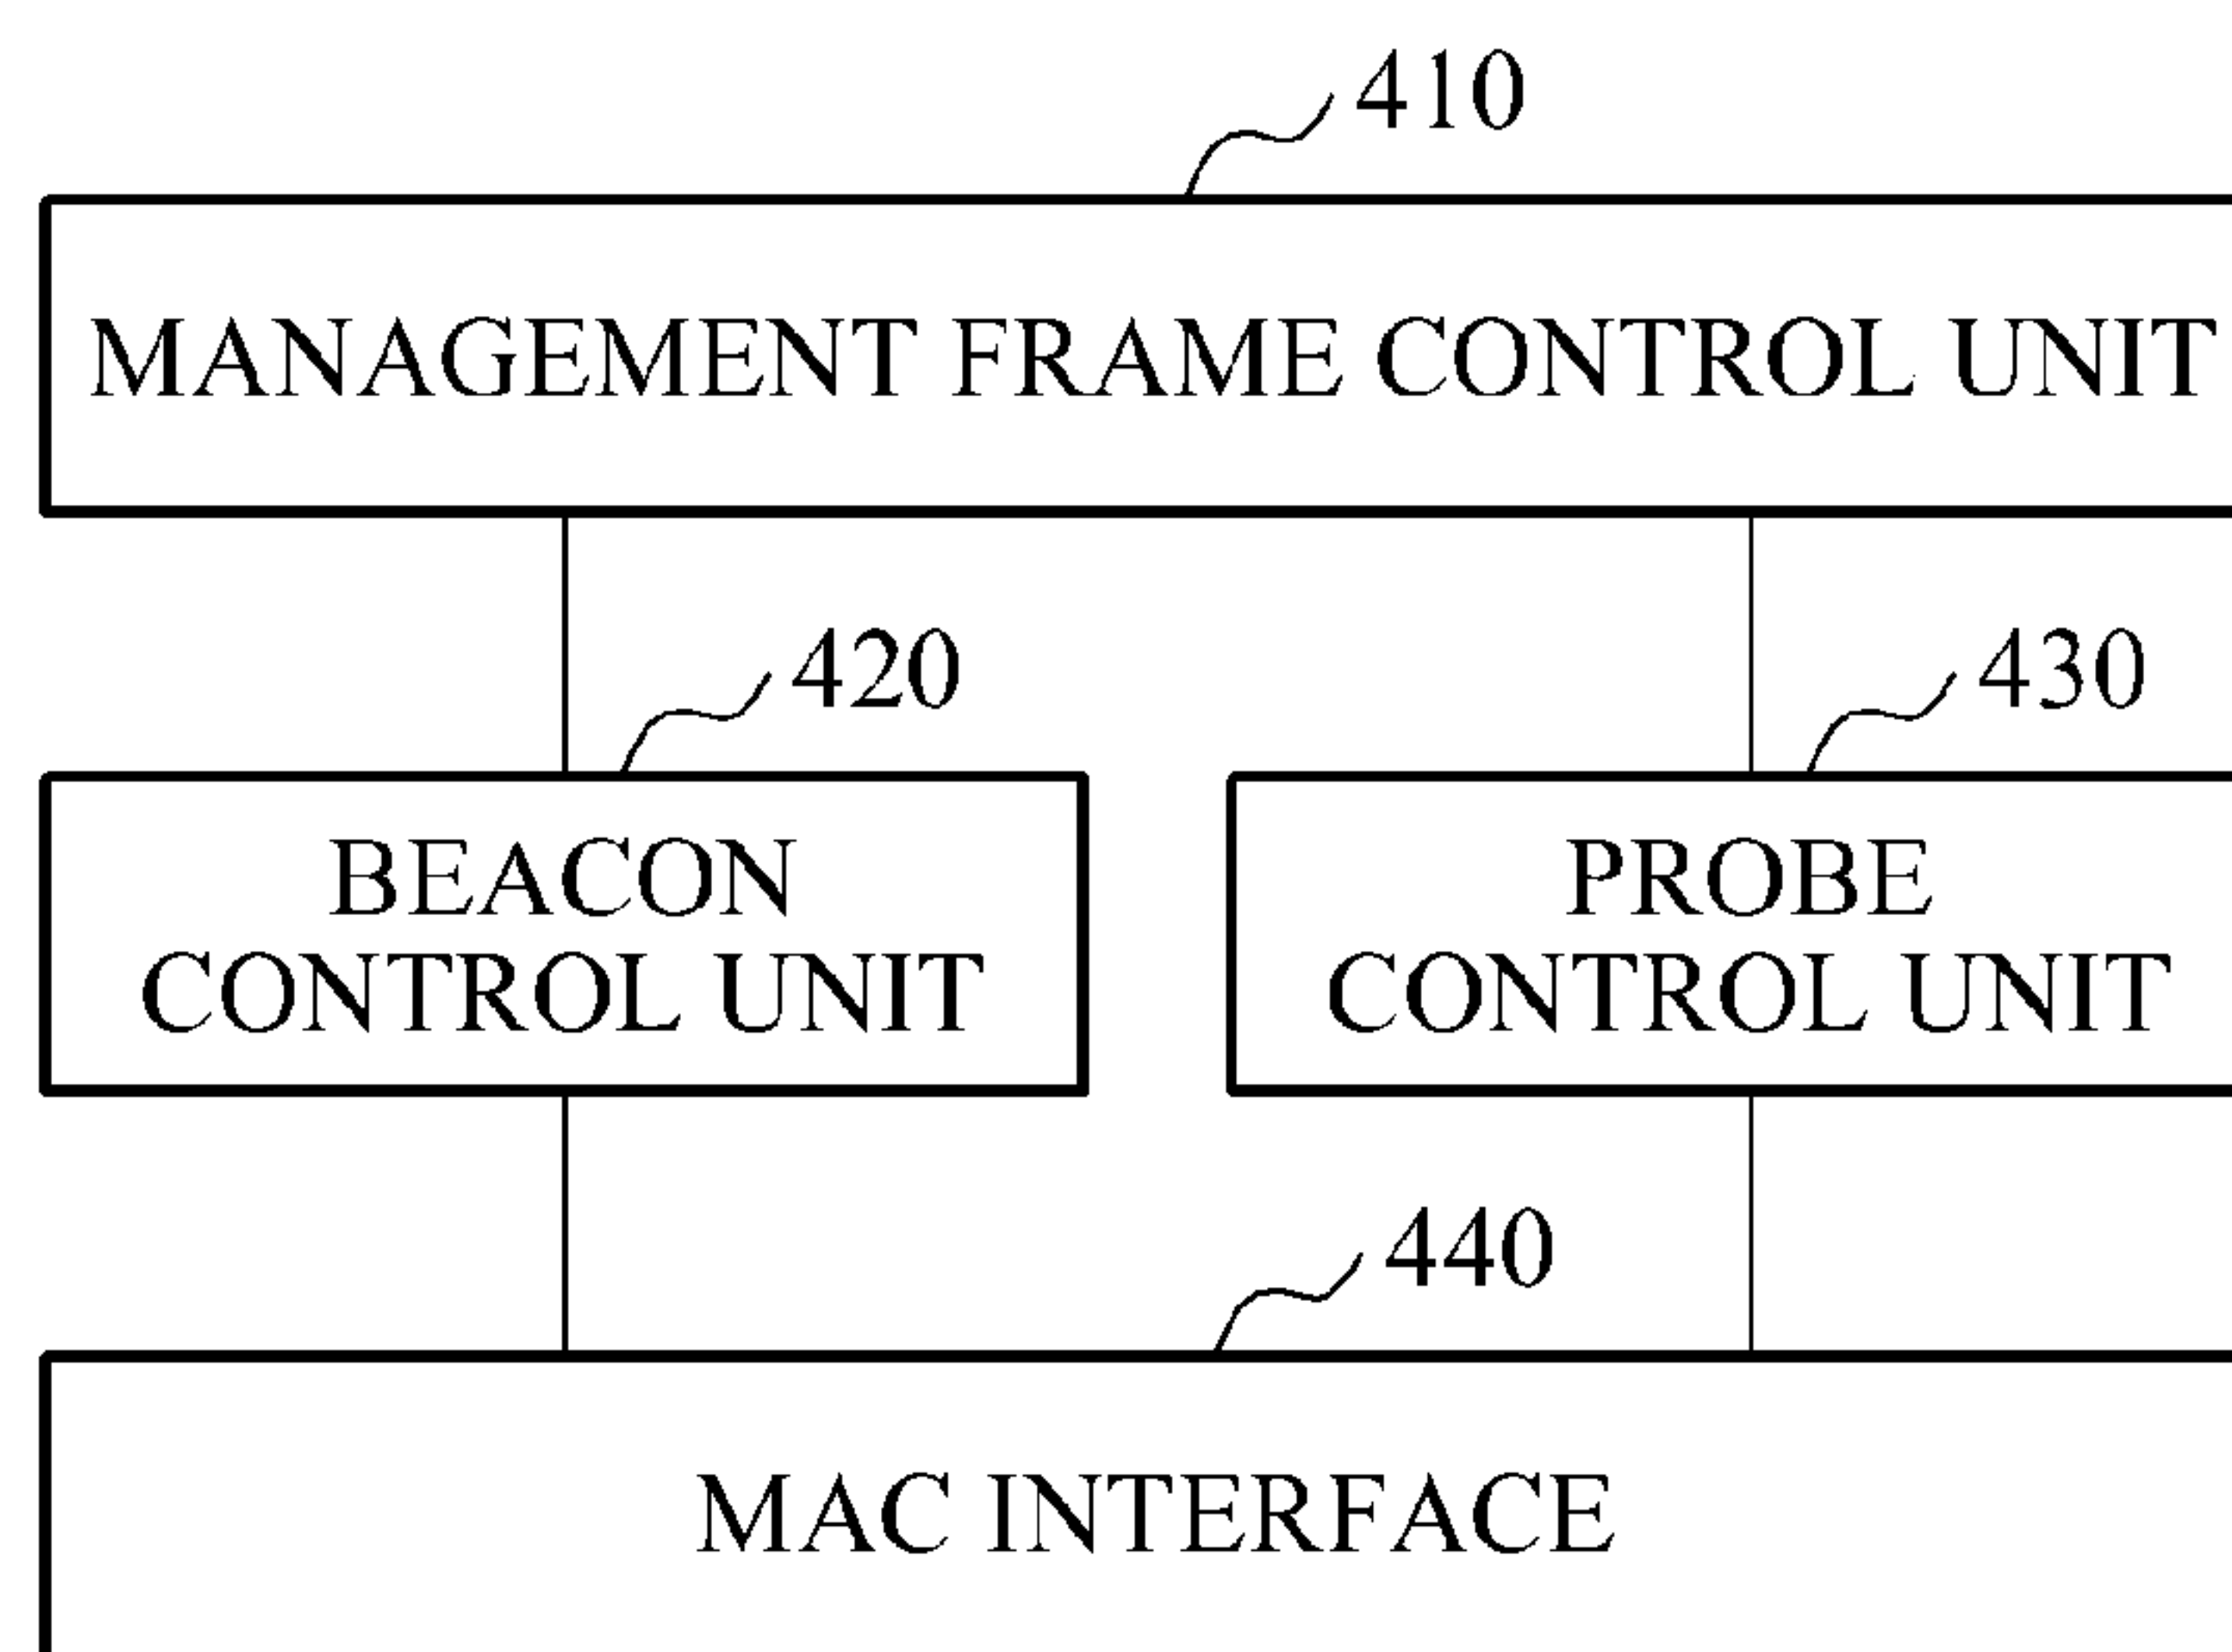 410
MANAGEMENT FRAME CONTROL UNIT
420
430
BEACON
CONTROL UNIT
PROBE
CONTROL UNIT
440
MAC INTERFACE